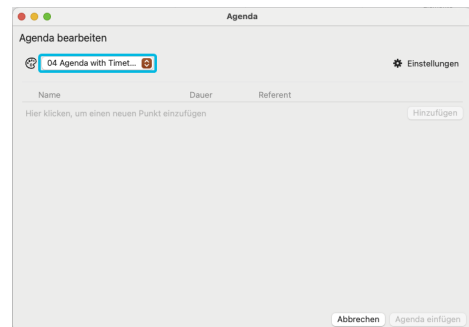 Agenda
Agenda bearbeiten
04 Agenda with Timet...
Einstellungen
Name Dauer Referent
Hier klicken, um einen neuen Punkt einzufügen
Hinzufügen
Abbrechen Agenda einfügen